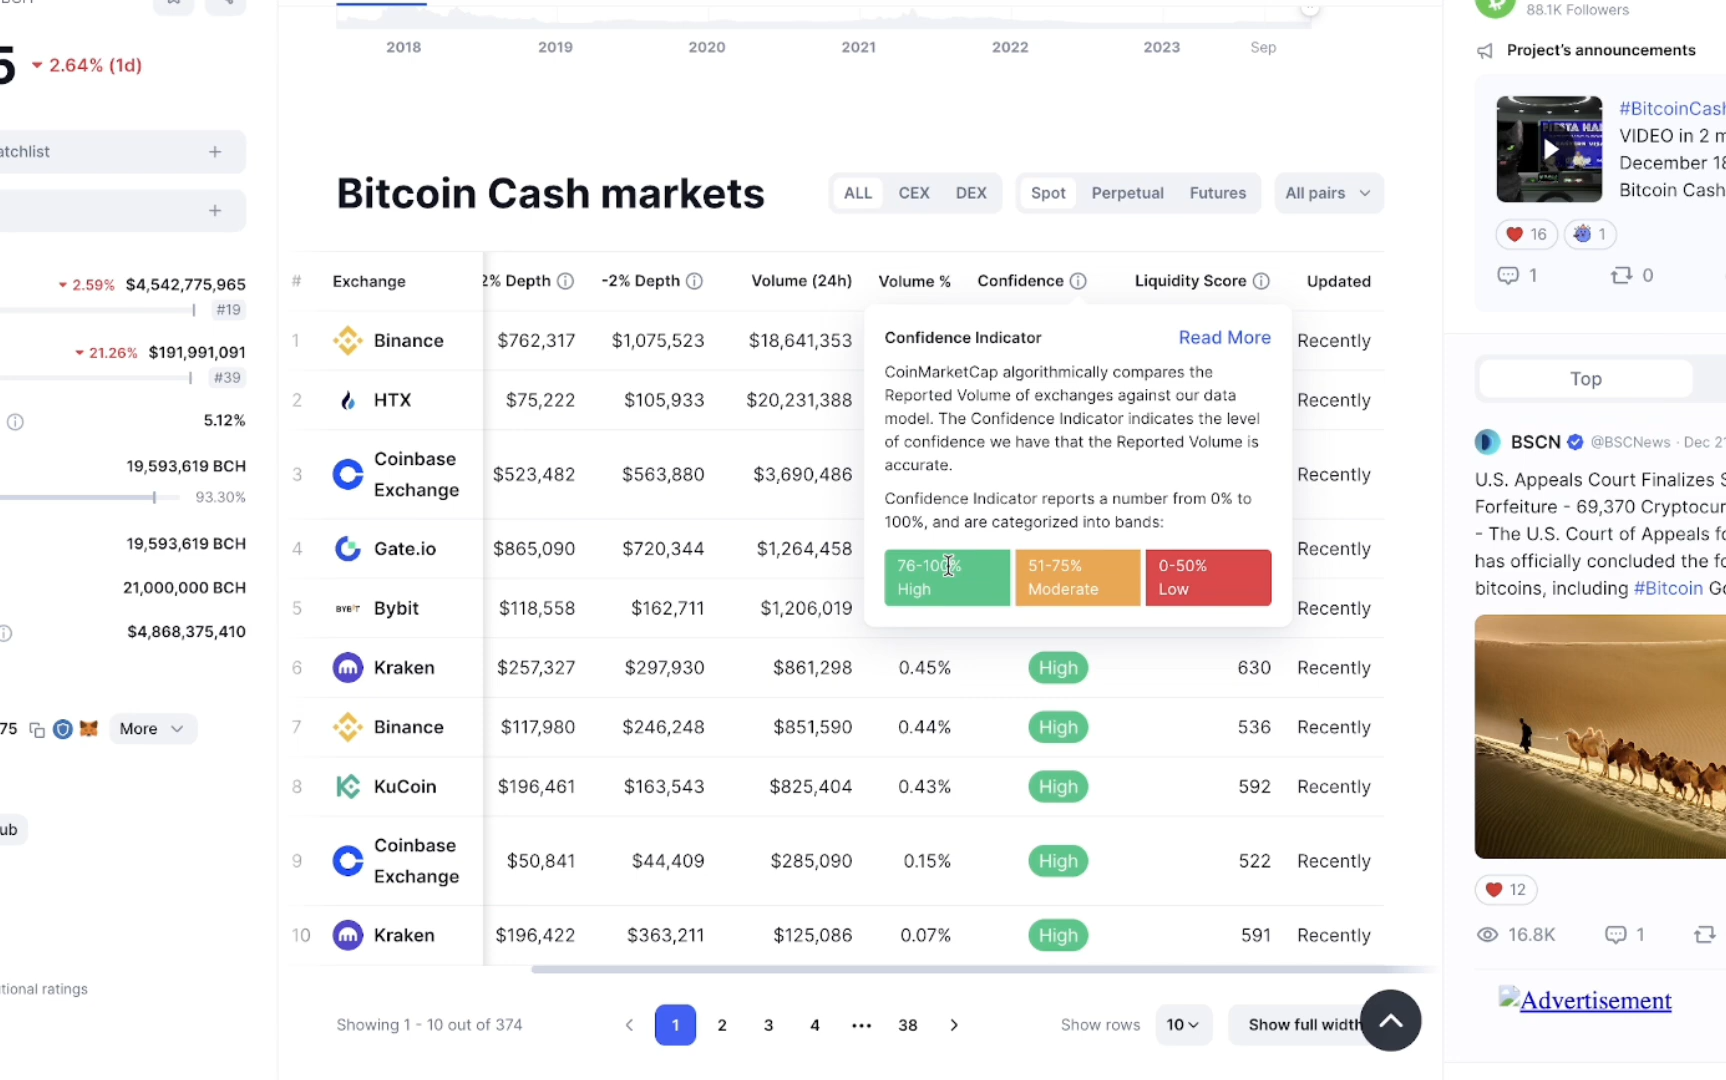 5 2.64% (1d)
atchlist +
+
2.59% $4,542,775,965
#19
21.26% $191,991,091
#39
5.12%
19,593,619 BCH
93.30%
19,593,619 BCH
21,000,000 BCH
$4,868,375,410
75 More
ub
tional ratings
2018 2019 2020 2021 2022 2023 Sep
Bitcoin Cash markets
ALL CEX DEX Spot Perpetual Futures All pairs
# Exchange 2% Depth -2% Depth Volume (24h) Volume % Confidence Liquidity Score Updated
1 Binance $762,317 $1,075,523 $18,641,353 Recently
2 HTX $75,222 $105,933 $20,231,388 Recently
3 Coinbase Exchange $523,482 $563,880 $3,690,486 Recently
4 Gate.io $865,090 $720,344 $1,264,458 Recently
5 BYBIT Bybit $118,558 $162,711 $1,206,019 Recently
6 Kraken $257,327 $297,930 $861,298 0.45% High 630 Recently
7 Binance $117,980 $246,248 $851,590 0.44% High 536 Recently
8 KuCoin $196,461 $163,543 $825,404 0.43% High 592 Recently
9 Coinbase Exchange $50,841 $44,409 $285,090 0.15% High 522 Recently
10 Kraken $196,422 $363,211 $125,086 0.07% High 591 Recently
Confidence Indicator Read More
CoinMarketCap algorithmically compares the
Reported Volume of exchanges against our data
model. The Confidence Indicator indicates the level
of confidence we have that the Reported Volume is
accurate.
Confidence Indicator reports a number from 0% to
100%, and are categorized into bands:
76-100% 51-75% 0-50%
High Moderate Low
Showing 1 - 10 out of 374 1 2 3 4 ••• 38 Show rows 10 Show full width
88.1K Followers
Project's announcements
#BitcoinCash
VIDEO in 2 m
December 18
Bitcoin Cash
16 1
1 0
Top
BSCN @BSCNews · Dec 21
U.S. Appeals Court Finalizes S
Forfeiture - 69,370 Cryptocur
- The U.S. Court of Appeals fo
has officially concluded the fo
bitcoins, including #Bitcoin Go
12
16.8K 1
Advertisement